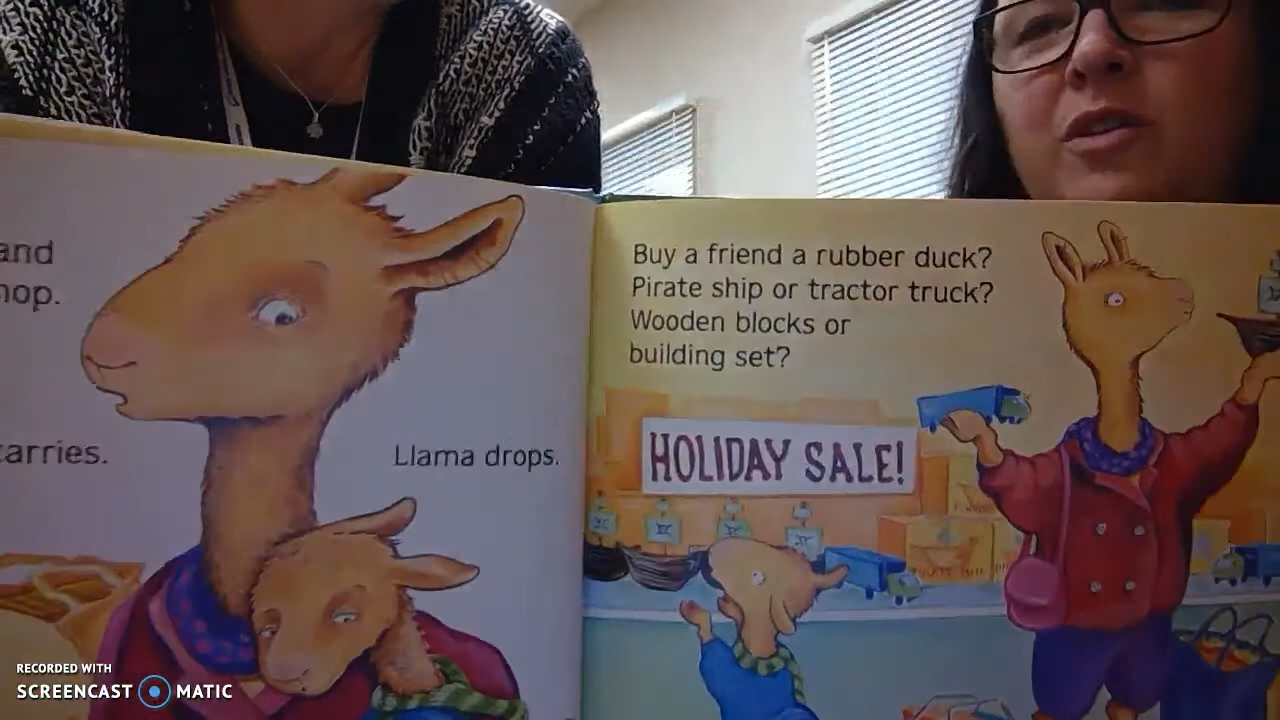 and
hop.
carries.
Llama drops.
Buy a friend a rubber duck?
Pirate ship or tractor truck?
Wooden blocks or
building set?
HOLIDAY SALE!
RECORDED WITH
SCREENCAST MATIC